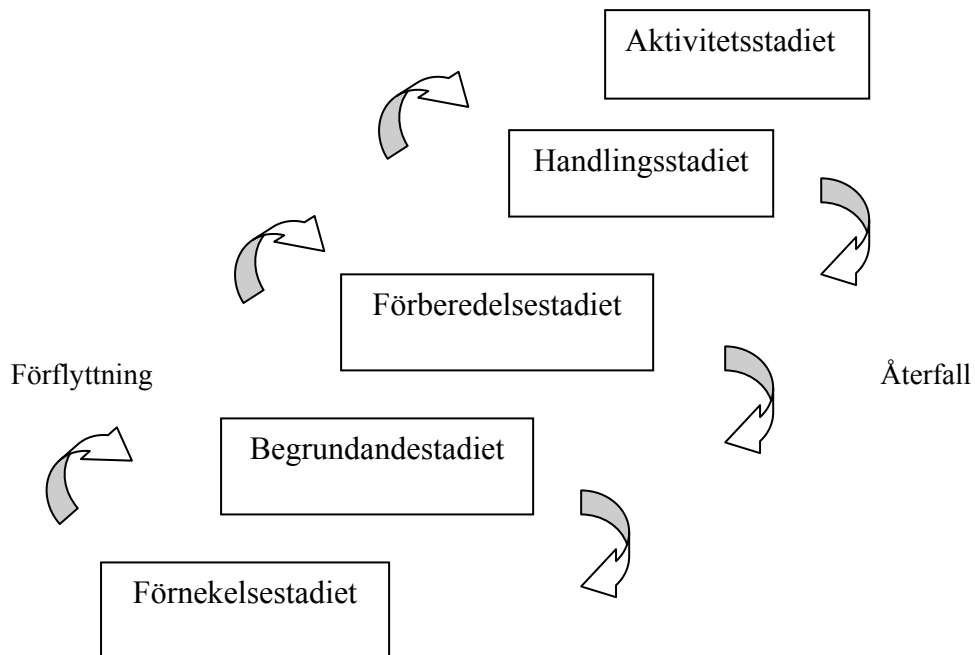 Aktivitetsstadiet
Handlingsstadiet
Förberedelsestadiet
Förflyttning
Återfall
Begrundandestadiet
Förnekelsestadiet